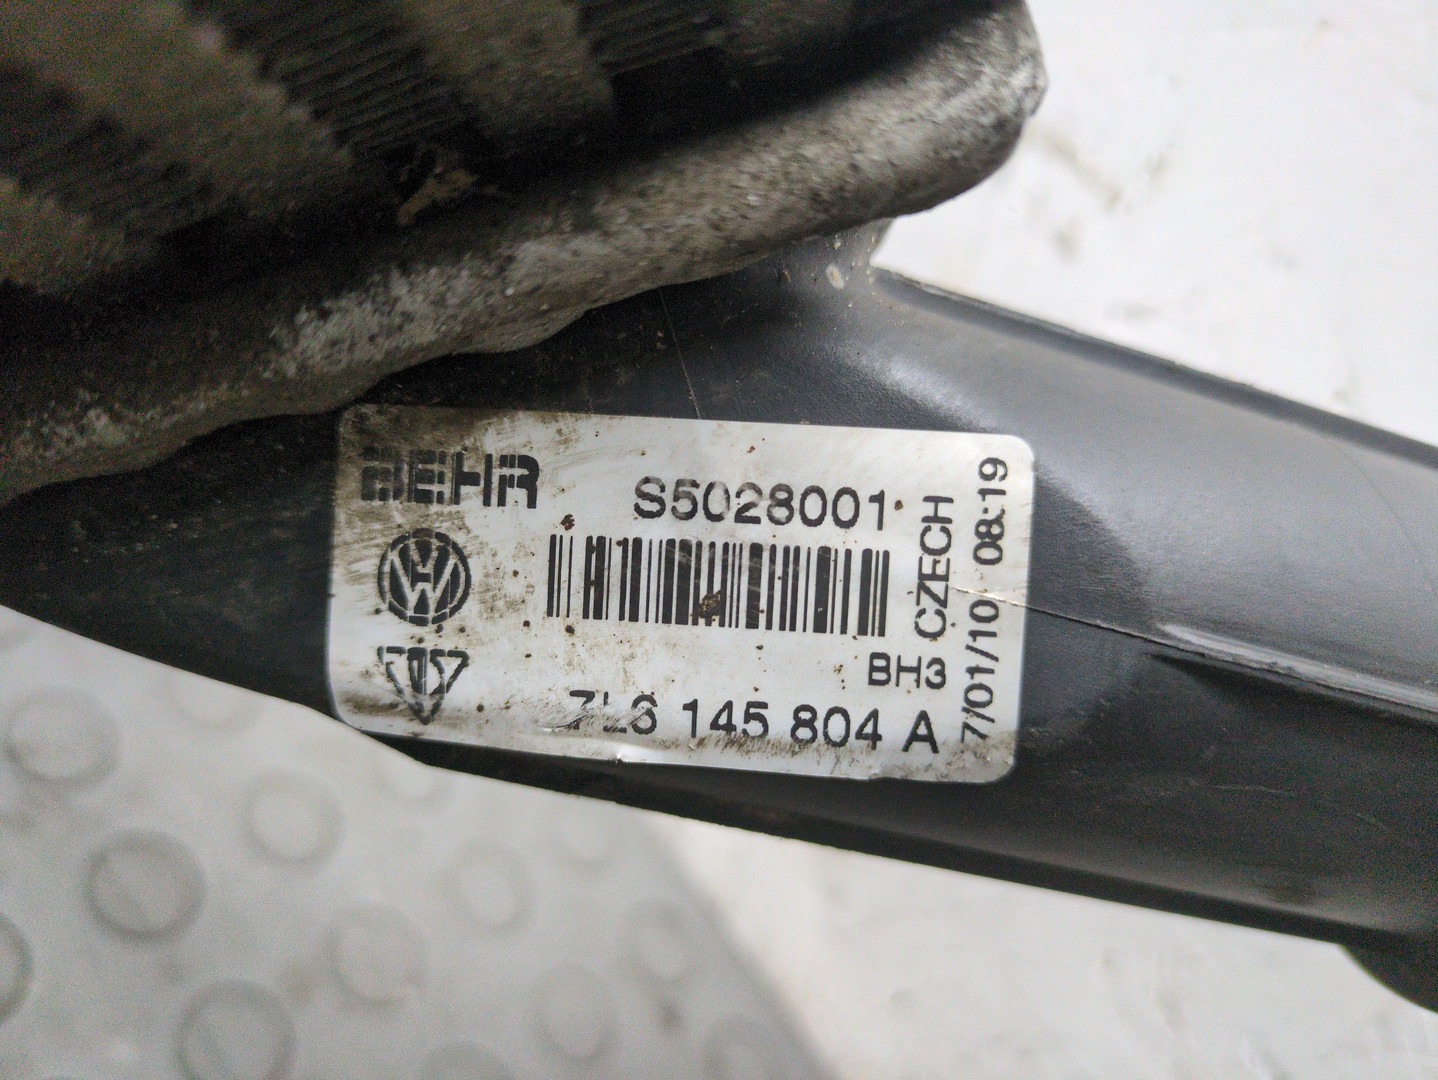 BEHR
S5028001
CZECH
7/01/10 08:19
BH3
7L6 145 804 A